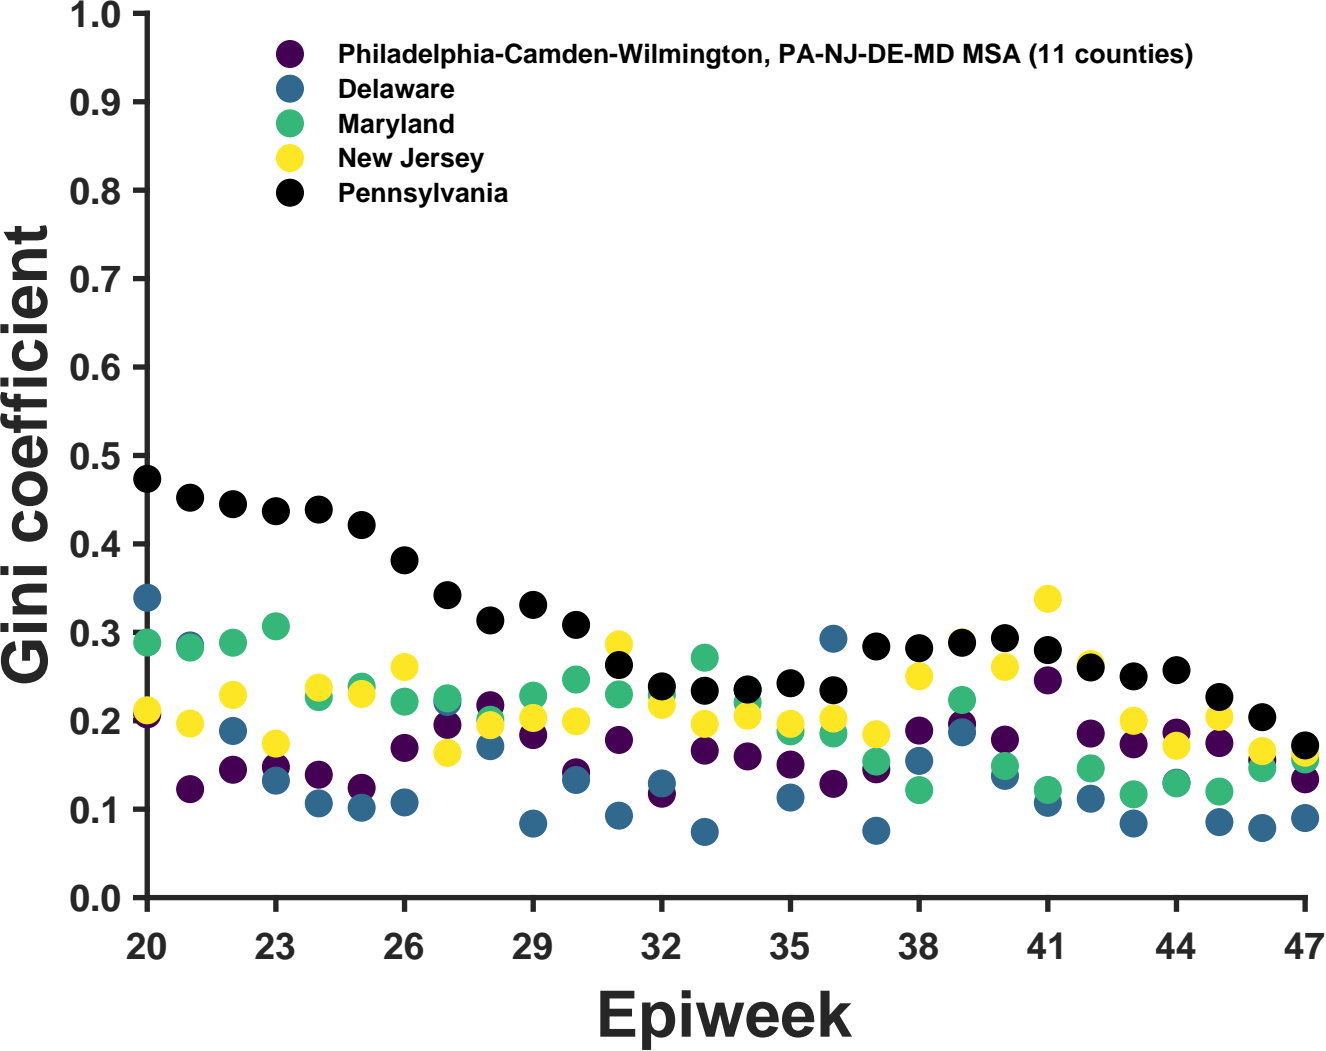 1.0
0.9
0.8
0.7
0.6
0.5
0.4
0.3
0.2
0.1
0.0
Gini coefficient
Philadelphia-Camden-Wilmington, PA-NJ-DE-MD MSA (11 counties)
Delaware
Maryland
New Jersey
Pennsylvania
20 23 26 29 32 35 38 41 44 47
Epiweek